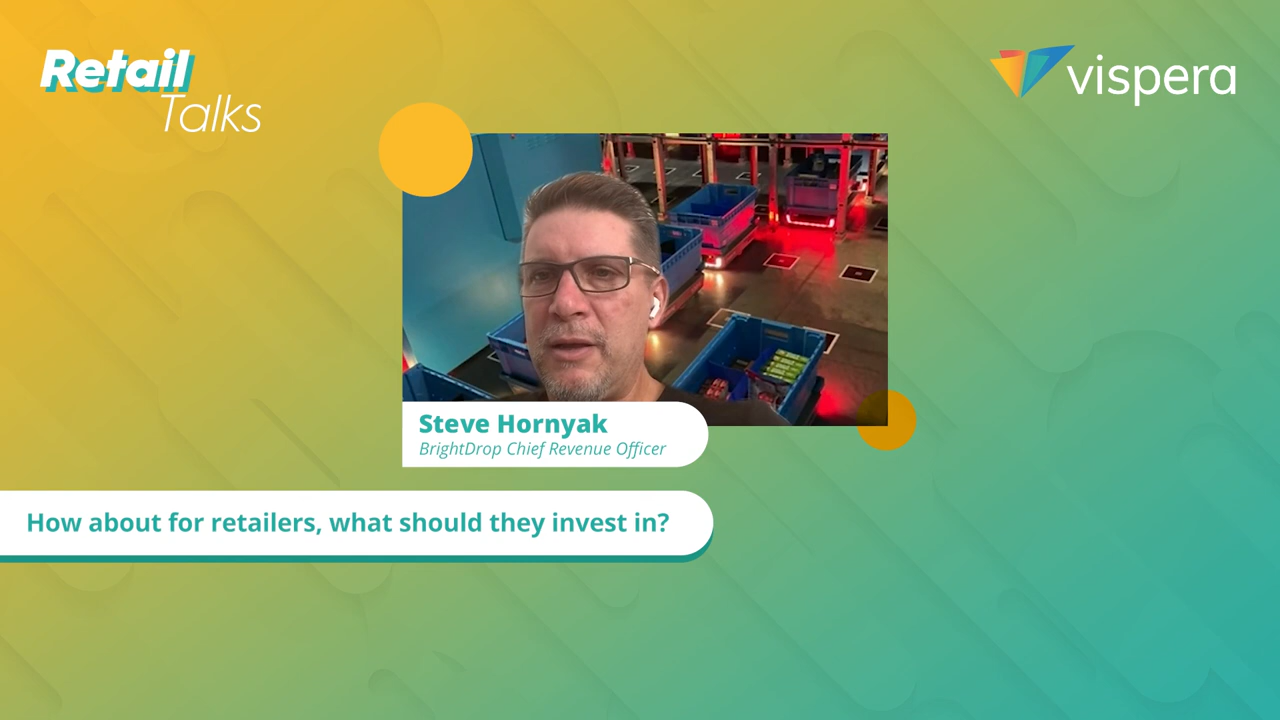 Retail
Talks
vispera
Steve Hornyak
BrightDrop Chief Revenue Officer
How about for retailers, what should they invest in?